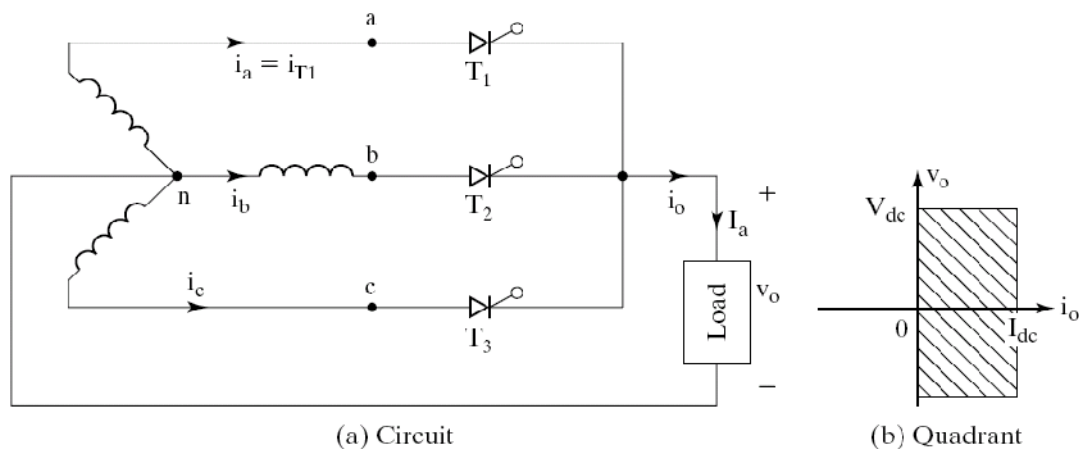 a
i_a = i_T1
T_1
b
n
i_b
T_2
i_o
+
I_a
i_c
c
T_3
Load
v_o
−
(a) Circuit
v_o
V_dc
0
I_dc
i_o
(b) Quadrant